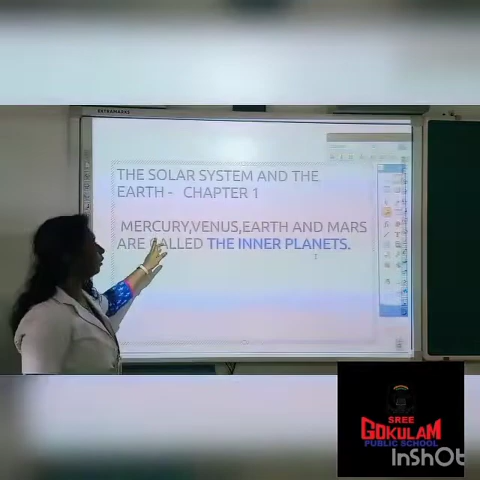 EXTRAMARKS
THE SOLAR SYSTEM AND THE
EARTH - CHAPTER 1
MERCURY,VENUS,EARTH AND MARS
ARE CALLED THE INNER PLANETS.
SREE
GOKULAM
PUBLIC SCHOOL
InShOt